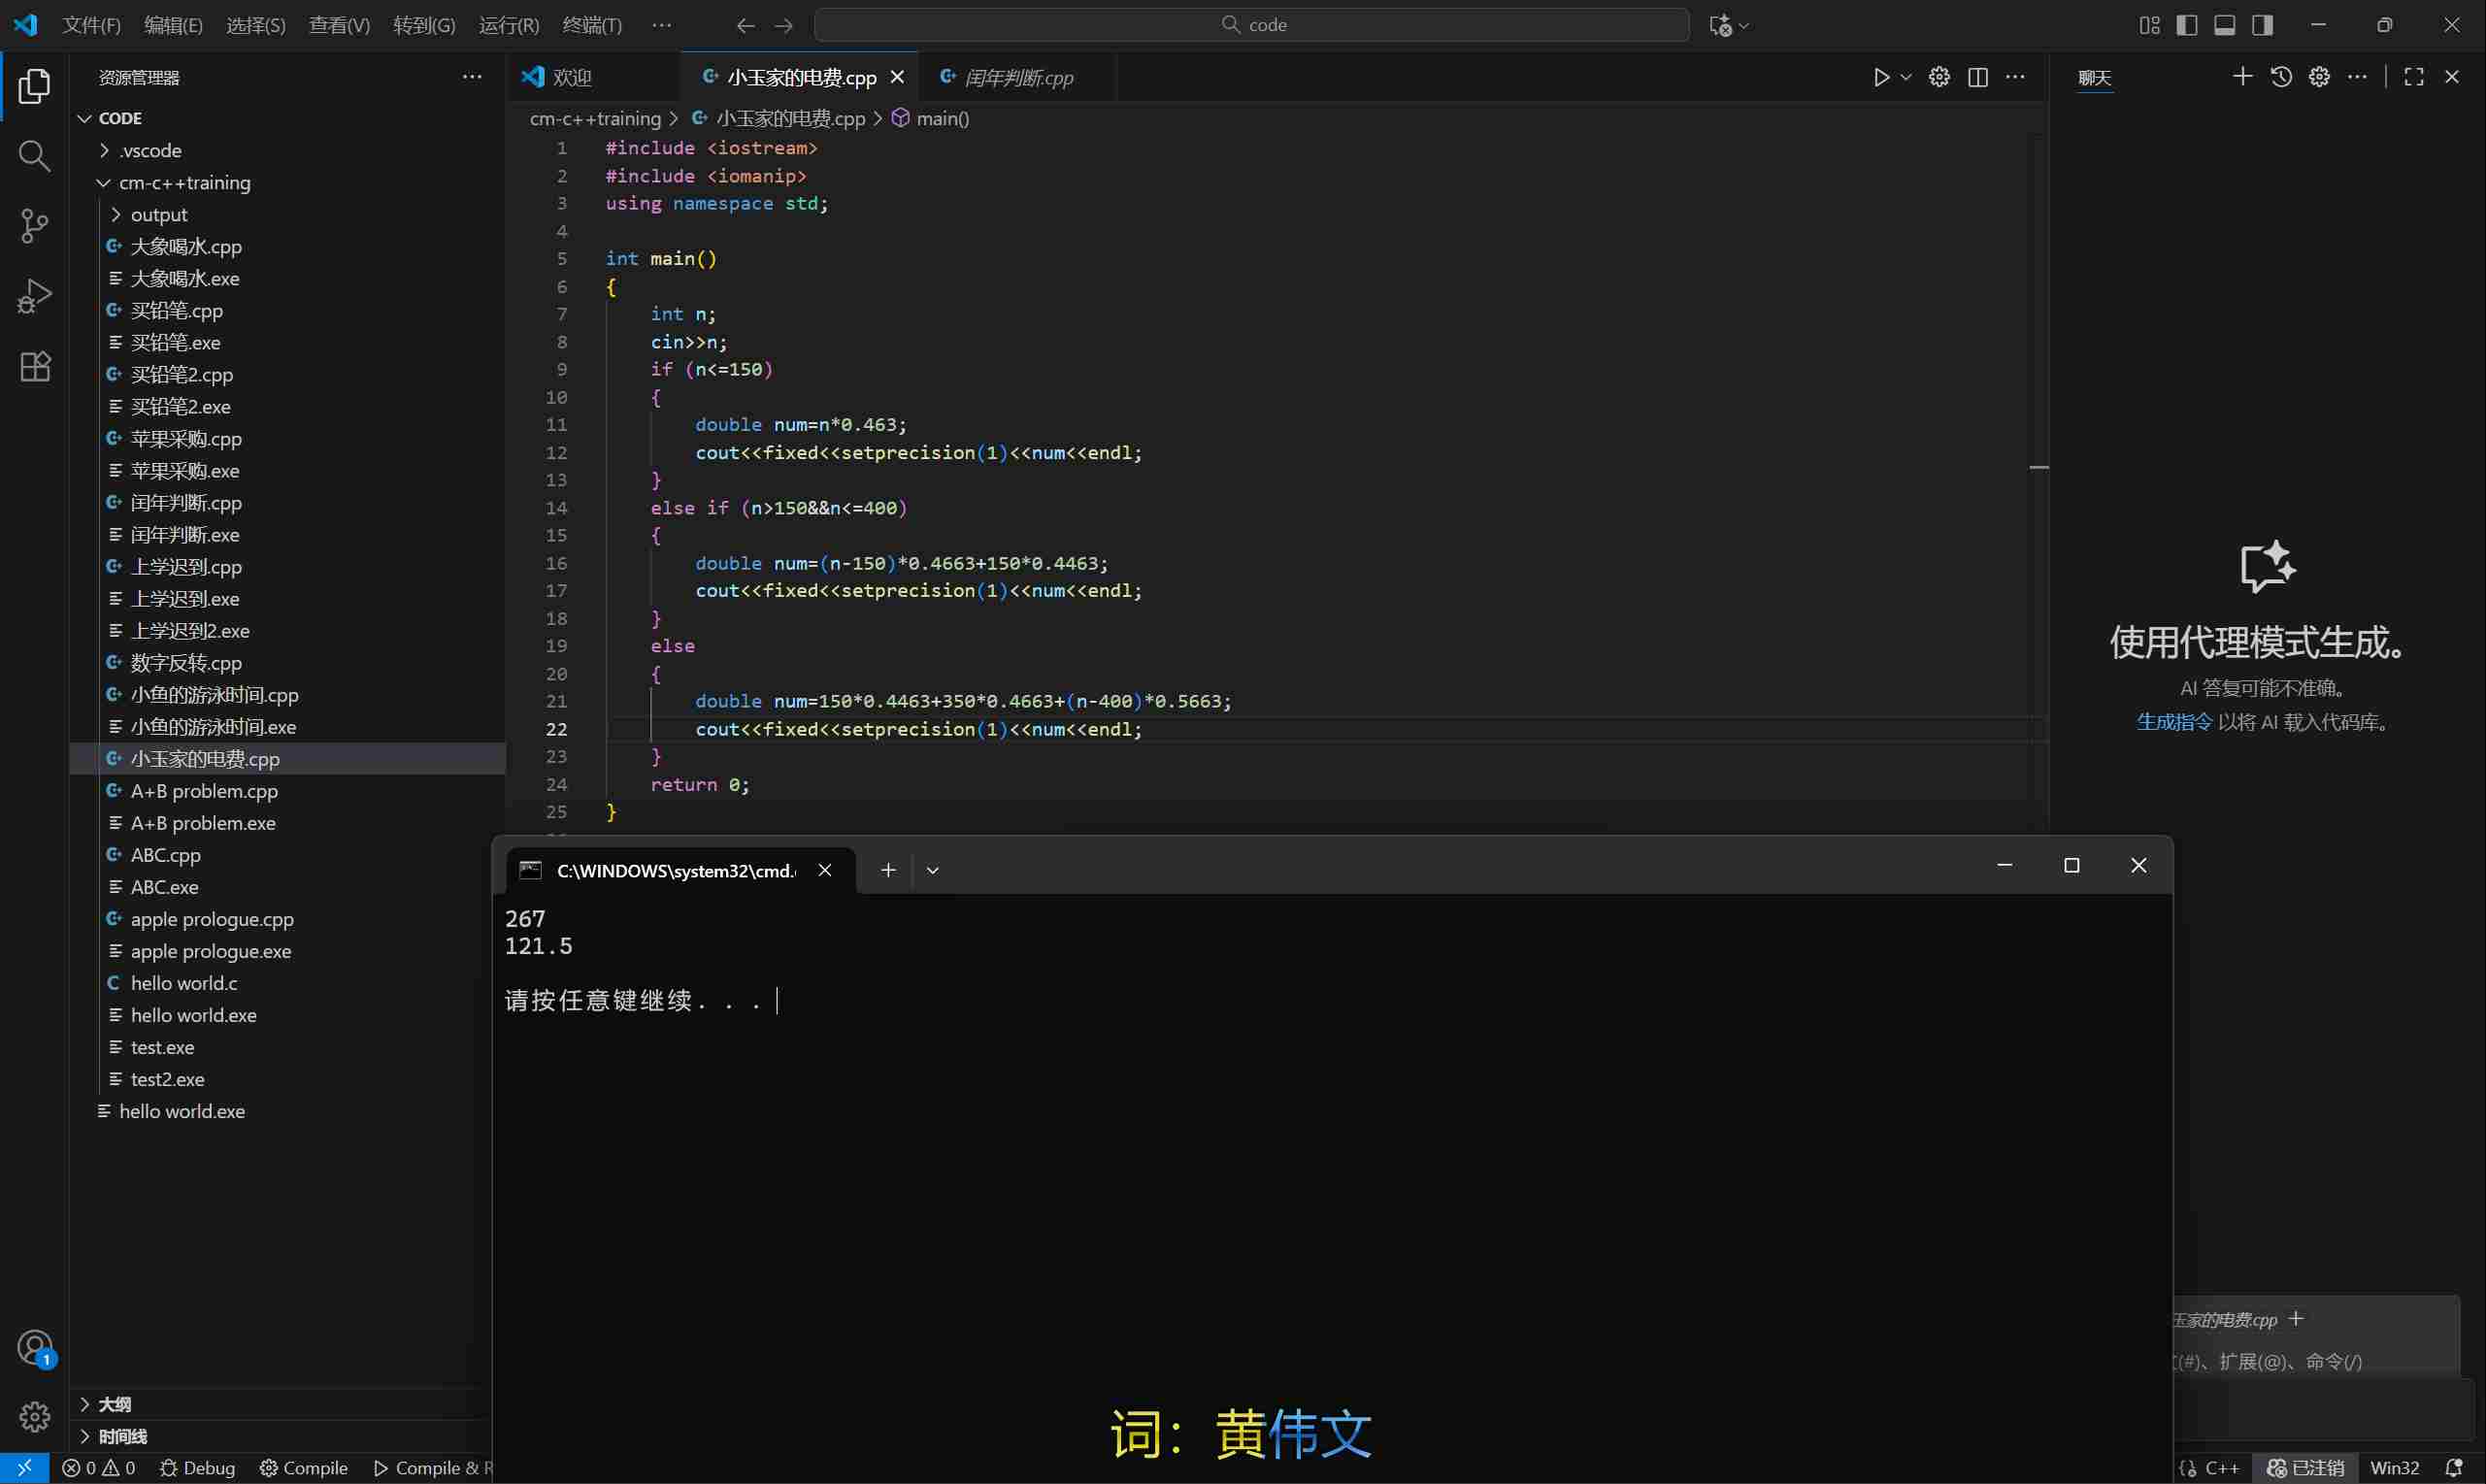 文件(F) 编辑(E) 选择(S) 查看(V) 转到(G) 运行(R) 终端(T) ··· code
资源管理器 ···
CODE
.vscode
cm-c++training
output
大象喝水.cpp
大象喝水.exe
买铅笔.cpp
买铅笔.exe
买铅笔2.cpp
买铅笔2.exe
苹果采购.cpp
苹果采购.exe
闰年判断.cpp
闰年判断.exe
上学迟到.cpp
上学迟到.exe
上学迟到2.exe
数字反转.cpp
小鱼的游泳时间.cpp
小鱼的游泳时间.exe
小玉家的电费.cpp
A+B problem.cpp
A+B problem.exe
ABC.cpp
ABC.exe
apple prologue.cpp
apple prologue.exe
hello world.c
hello world.exe
test.exe
test2.exe
hello world.exe
大纲
时间线
欢迎 小玉家的电费.cpp 闰年判断.cpp
cm-c++training > 小玉家的电费.cpp > main()
1 #include <iostream>
2 #include <iomanip>
3 using namespace std;
4
5 int main()
6 {
7 int n;
8 cin>>n;
9 if (n<=150)
10 {
11 double num=n*0.463;
12 cout<<fixed<<setprecision(1)<<num<<endl;
13 }
14 else if (n>150&&n<=400)
15 {
16 double num=(n-150)*0.4663+150*0.4463;
17 cout<<fixed<<setprecision(1)<<num<<endl;
18 }
19 else
20 {
21 double num=150*0.4463+350*0.4663+(n-400)*0.5663;
22 cout<<fixed<<setprecision(1)<<num<<endl;
23 }
24 return 0;
25 }
聊天
使用代理模式生成。
AI 答复可能不准确。
生成指令 以将 AI 载入代码库。
玉家的电费.cpp
(#)、扩展(@)、命令(/)
C:\WINDOWS\system32\cmd.
267
121.5
请按任意键继续. . .
词：黄伟文
1
0 0 Debug Compile Compile & C++ 已注销 Win32